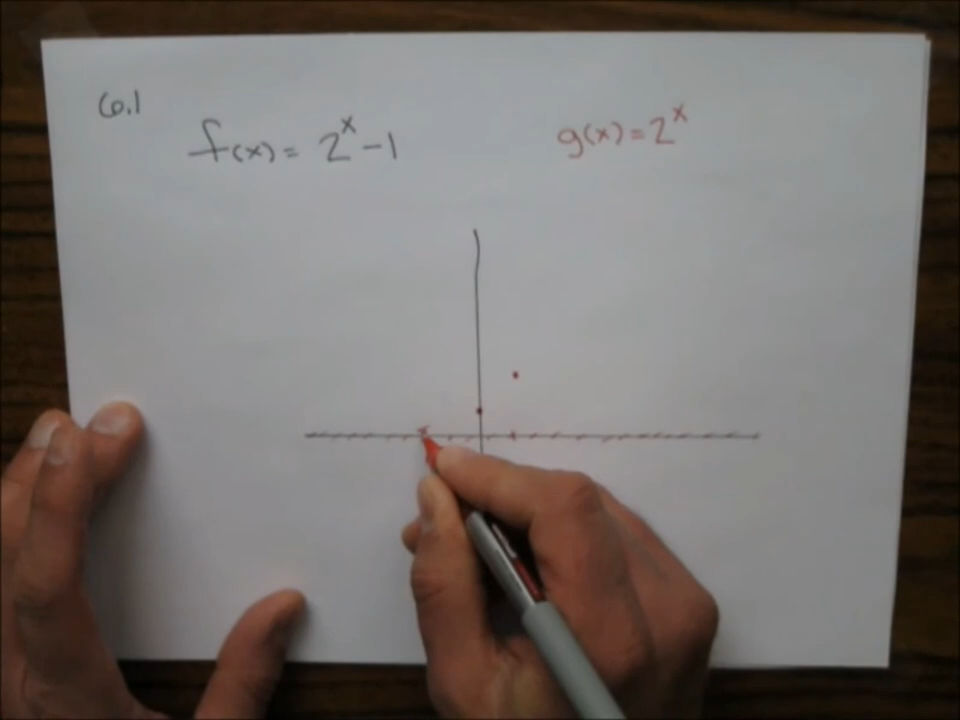 6.1
f(x) = 2^x - 1
g(x) = 2^x